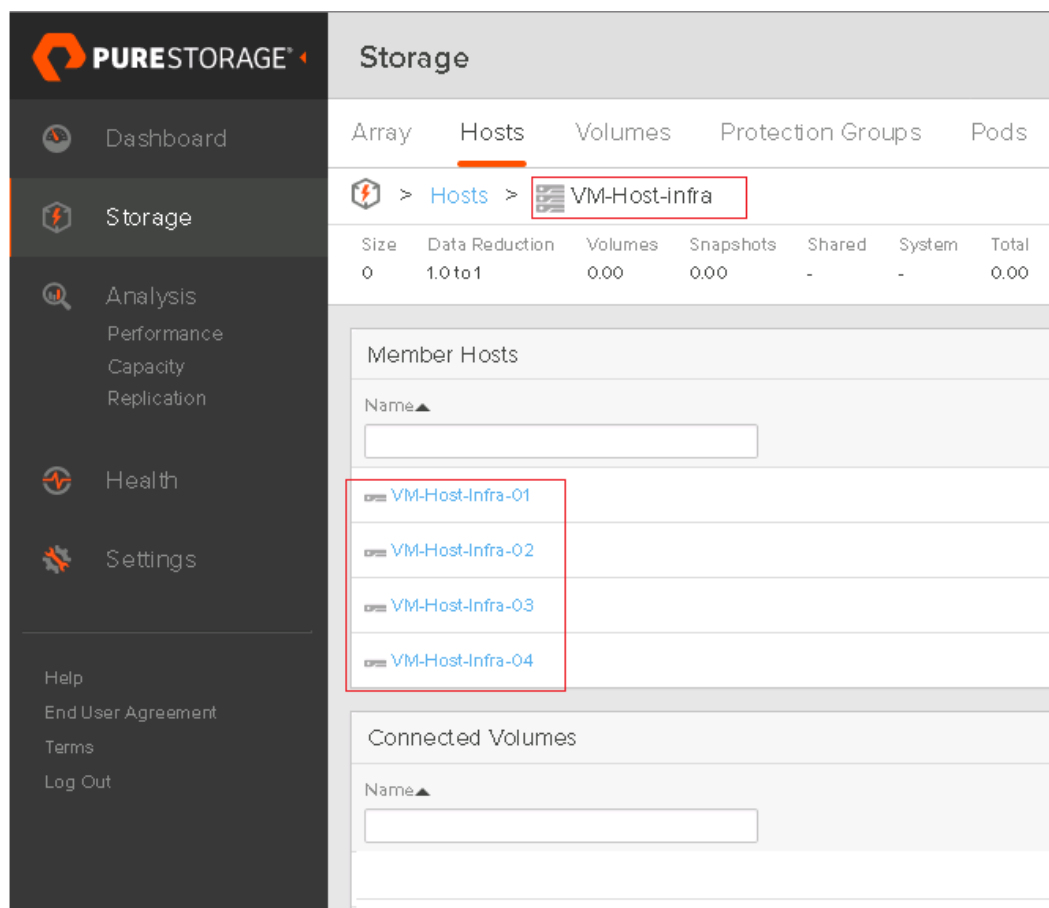 PURESTORAGE®
Dashboard
Storage
Analysis
Performance
Capacity
Replication
Health
Settings
Help
End User Agreement
Terms
Log Out
Storage
Array Hosts Volumes Protection Groups Pods
> Hosts > VM-Host-infra
Size Data Reduction Volumes Snapshots Shared System Total
0 1.0 to 1 0.00 0.00 - - 0.00
Member Hosts
Name
VM-Host-Infra-01
VM-Host-Infra-02
VM-Host-Infra-03
VM-Host-Infra-04
Connected Volumes
Name